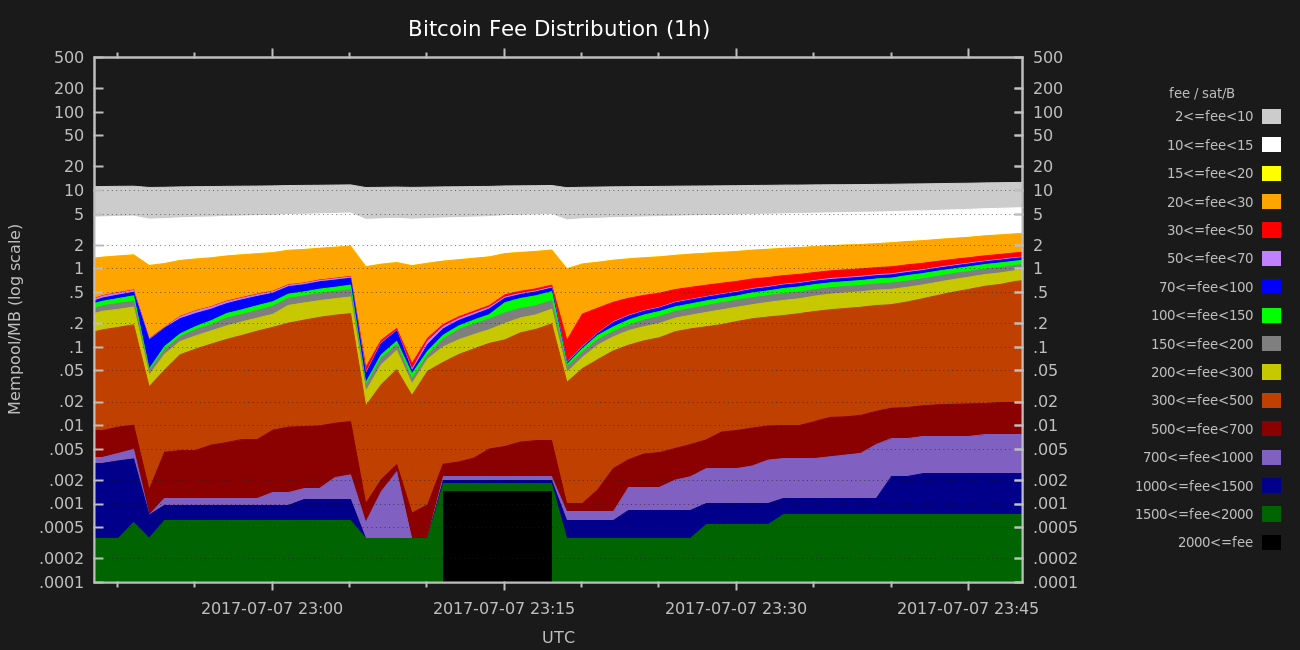 Bitcoin Fee Distribution (1h)
500 500
200 200
100 100
50 50
20 20
10 10
5 5
2 2
1 1
.5 .5
.2 .2
.1 .1
.05 .05
.02 .02
.01 .01
.005 .005
.002 .002
.001 .001
.0005 .0005
.0002 .0002
.0001 .0001
Mempool/MB (log scale)
2017-07-07 23:00 2017-07-07 23:15 2017-07-07 23:30 2017-07-07 23:45
UTC
fee / sat/B
2<=fee<10
10<=fee<15
15<=fee<20
20<=fee<30
30<=fee<50
50<=fee<70
70<=fee<100
100<=fee<150
150<=fee<200
200<=fee<300
300<=fee<500
500<=fee<700
700<=fee<1000
1000<=fee<1500
1500<=fee<2000
2000<=fee